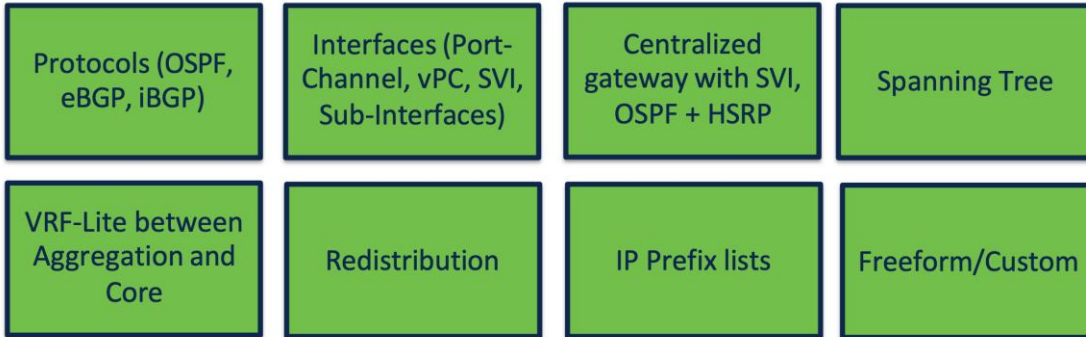 Protocols (OSPF,
eBGP, iBGP)
Interfaces (Port-
Channel, vPC, SVI,
Sub-Interfaces)
Centralized
gateway with SVI,
OSPF + HSRP
Spanning Tree
VRF-Lite between
Aggregation and
Core
Redistribution
IP Prefix lists
Freeform/Custom